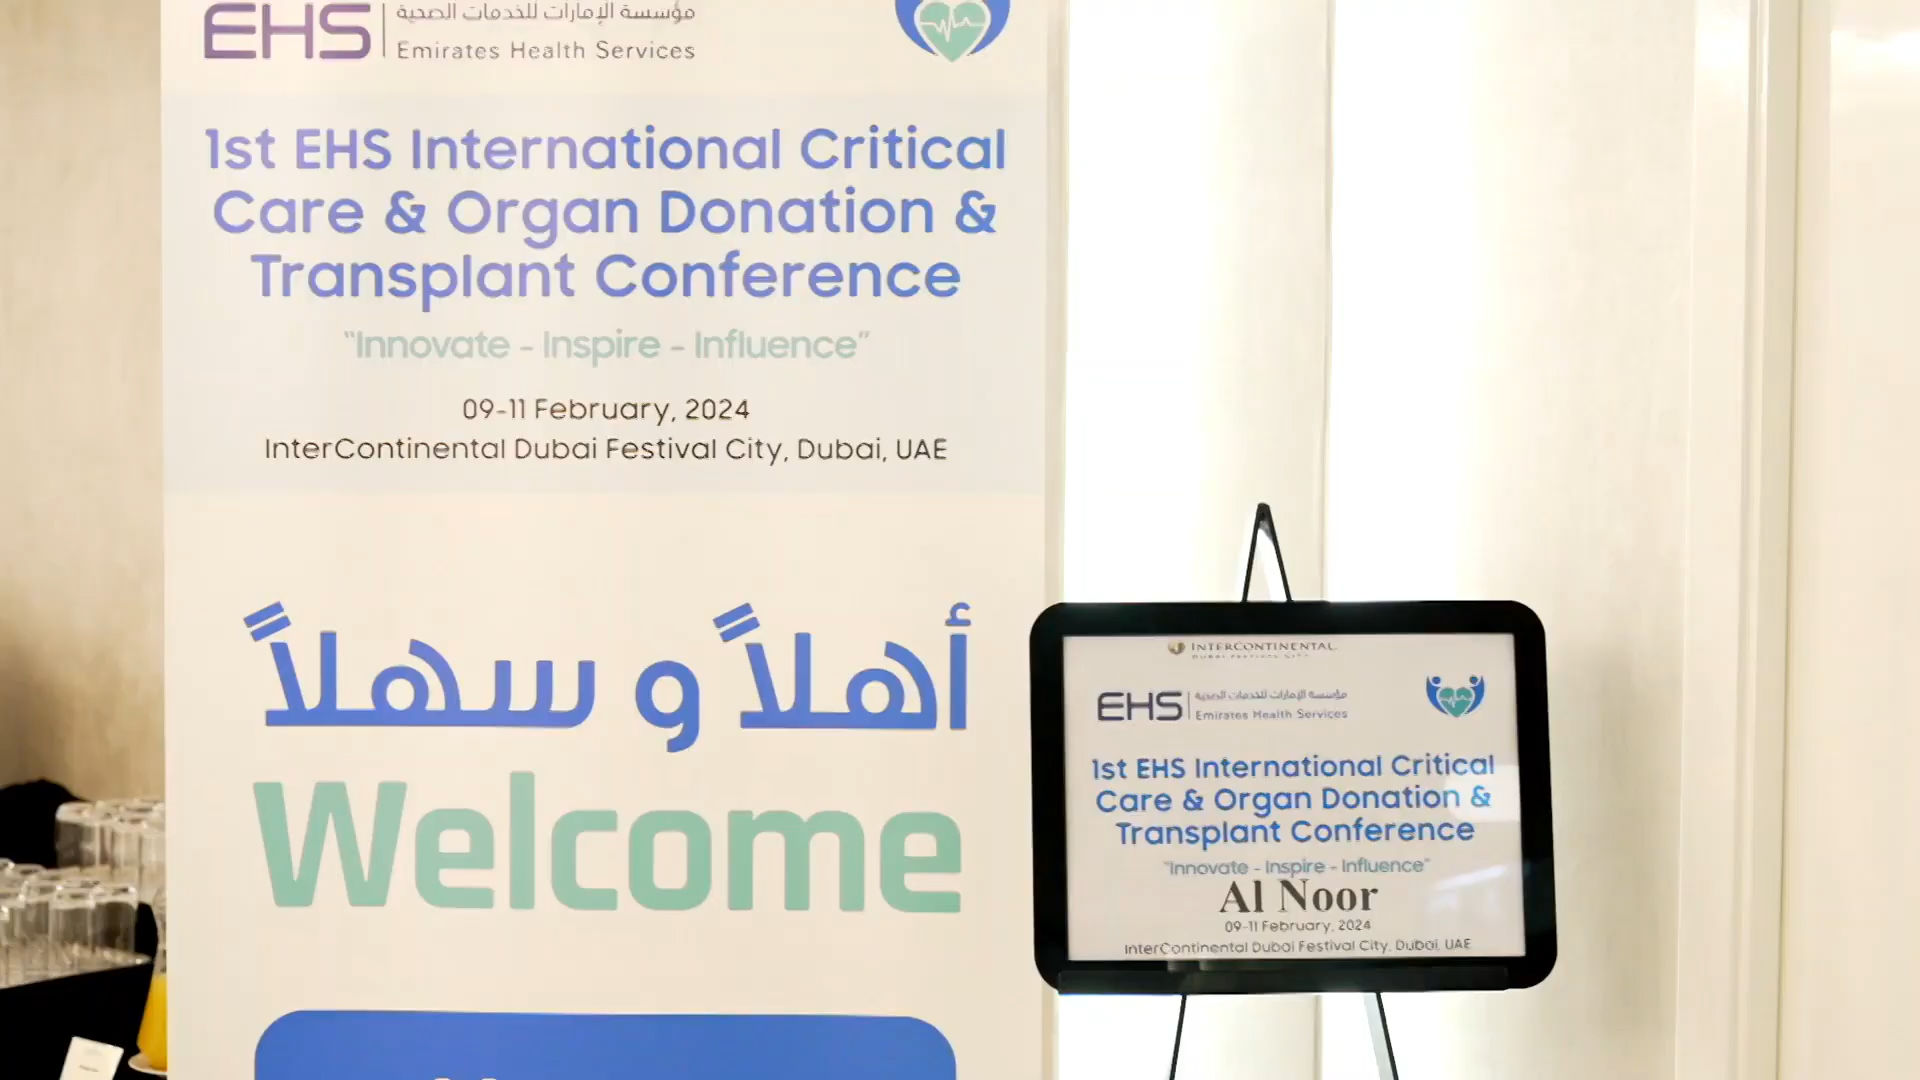 EHS
مؤسسة الإمارات للخدمات الصحية
Emirates Health Services
1st EHS International Critical
Care & Organ Donation &
Transplant Conference
"Innovate - Inspire - Influence"
09-11 February, 2024
InterContinental Dubai Festival City, Dubai, UAE
أهلاً و سهلاً
Welcome
INTERCONTINENTAL
DUBAI FESTIVAL CITY
EHS
مؤسسة الإمارات للخدمات الصحية
Emirates Health Services
1st EHS International Critical
Care & Organ Donation &
Transplant Conference
"Innovate - Inspire - Influence"
Al Noor
09-11 February, 2024
InterContinental Dubai Festival City, Dubai, UAE